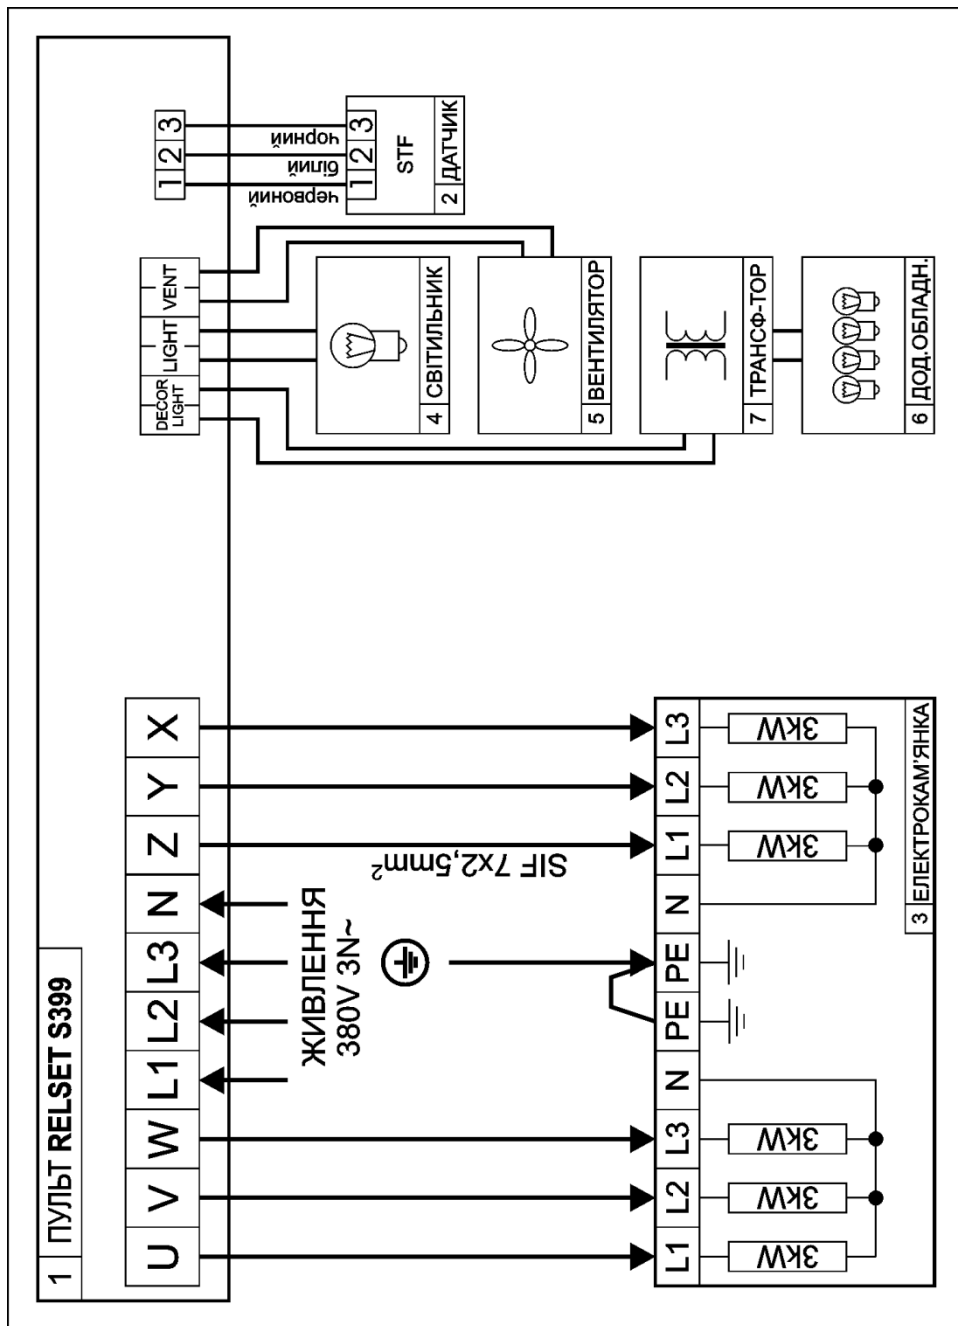 1 ПУЛЬТ RELSET S399
U V W L1 L2 L3 N Z Y X
DECOR LIGHT
LIGHT
VENT
1 2 3
ЖИВЛЕННЯ
380V 3N~
SIF 7x2,5mm²
червоний
білий
чорний
1 2 3
STF
2 ДАТЧИК
4 СВІТИЛЬНИК
5 ВЕНТИЛЯТОР
7 ТРАНСФ-ТОР
6 ДОД.ОБЛАДН.
L1 L2 L3 N PE PE N L1 L2 L3
3kW 3kW 3kW 3kW 3kW 3kW
3 ЕЛЕКТРОКАМ'ЯНКА